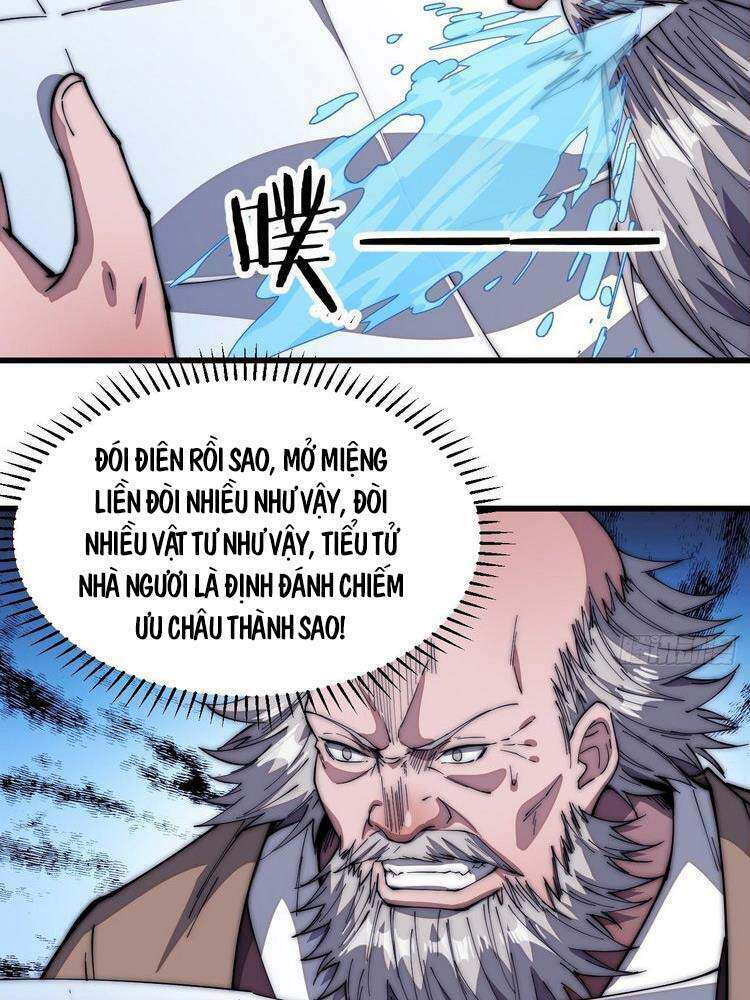 噗——
ĐÓI ĐIÊN RỒI SAO, MỞ MIỆNG
LIỀN ĐÒI NHIỀU NHƯ VẬY, ĐÒI
NHIỀU VẬT TƯ NHƯ VẬY, TIỂU TỬ
NHÀ NGƯƠI LÀ ĐỊNH ĐÁNH CHIẾM
ƯU CHÂU THÀNH SAO!